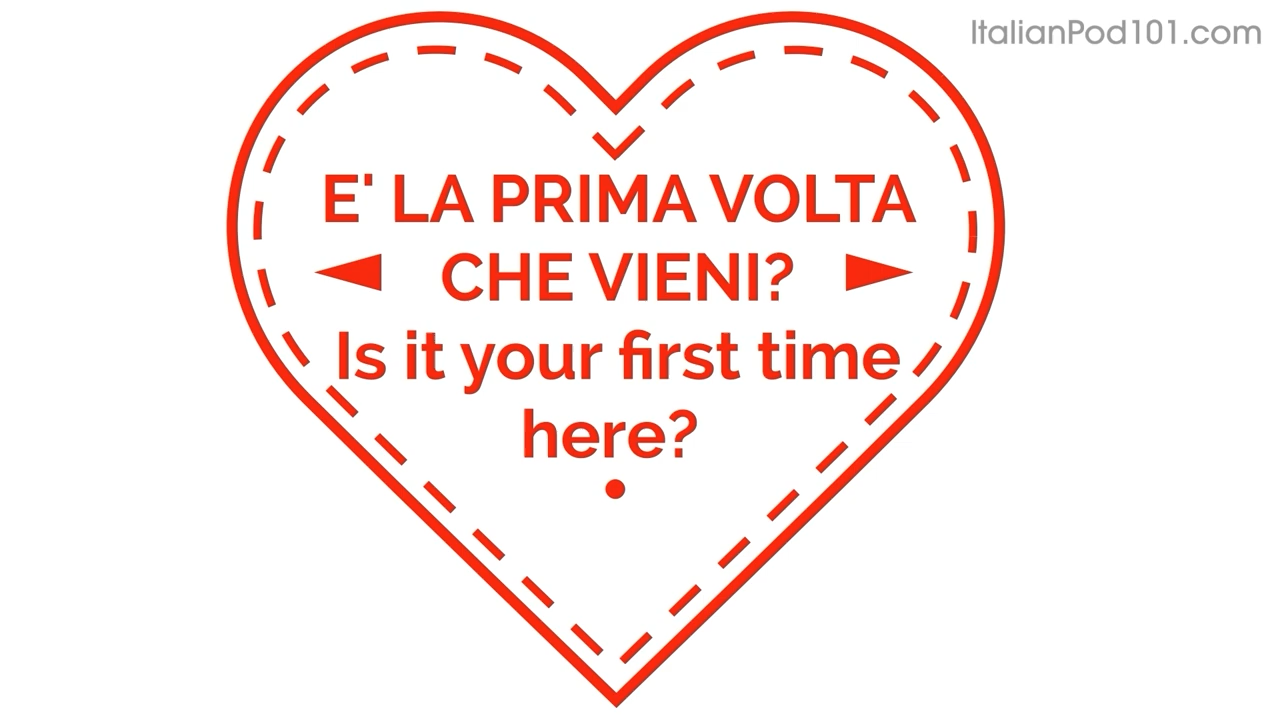 ItalianPod101.com
E' LA PRIMA VOLTA
CHE VIENI?
Is it your first time
here?